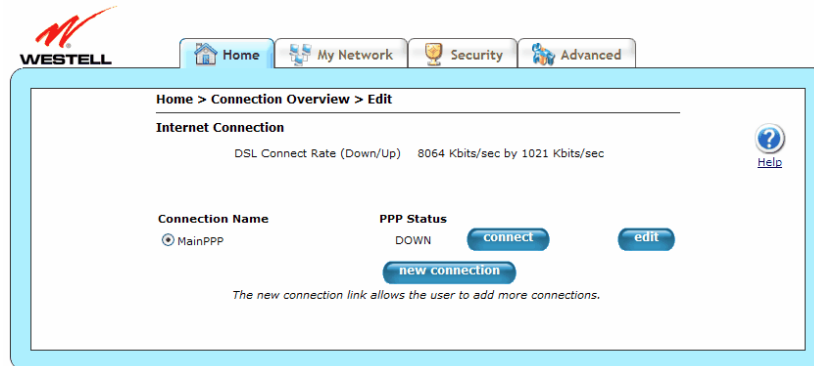 WESTELL
Home My Network Security Advanced
Home > Connection Overview > Edit
Internet Connection
DSL Connect Rate (Down/Up) 8064 Kbits/sec by 1021 Kbits/sec
Help
Connection Name PPP Status
MainPPP DOWN connect edit
new connection
The new connection link allows the user to add more connections.